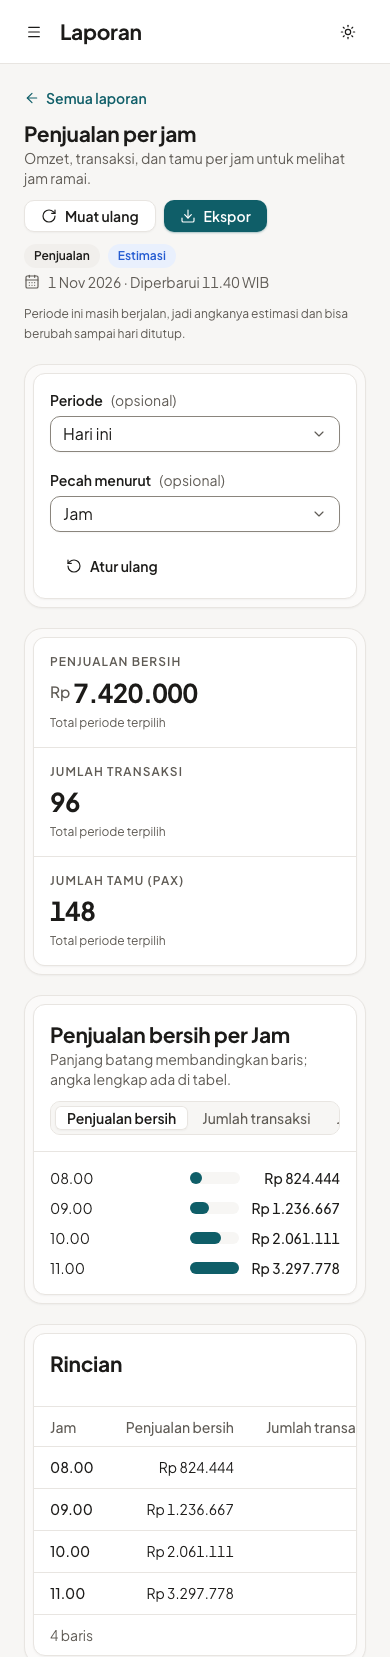 Laporan
Semua laporan
Penjualan per jam
Omzet, transaksi, dan tamu per jam untuk melihat
jam ramai.
Muat ulang
Ekspor
Penjualan
Estimasi
1 Nov 2026 · Diperbarui 11.40 WIB
Periode ini masih berjalan, jadi angkanya estimasi dan bisa
berubah sampai hari ditutup.
Periode (opsional)
Hari ini
Pecah menurut (opsional)
Jam
Atur ulang
PENJUALAN BERSIH
Rp 7.420.000
Total periode terpilih
JUMLAH TRANSAKSI
96
Total periode terpilih
JUMLAH TAMU (PAX)
148
Total periode terpilih
Penjualan bersih per Jam
Panjang batang membandingkan baris;
angka lengkap ada di tabel.
Penjualan bersih Jumlah transaksi
08.00 Rp 824.444
09.00 Rp 1.236.667
10.00 Rp 2.061.111
11.00 Rp 3.297.778
Rincian
Jam Penjualan bersih Jumlah transa
08.00 Rp 824.444
09.00 Rp 1.236.667
10.00 Rp 2.061.111
11.00 Rp 3.297.778
4 baris